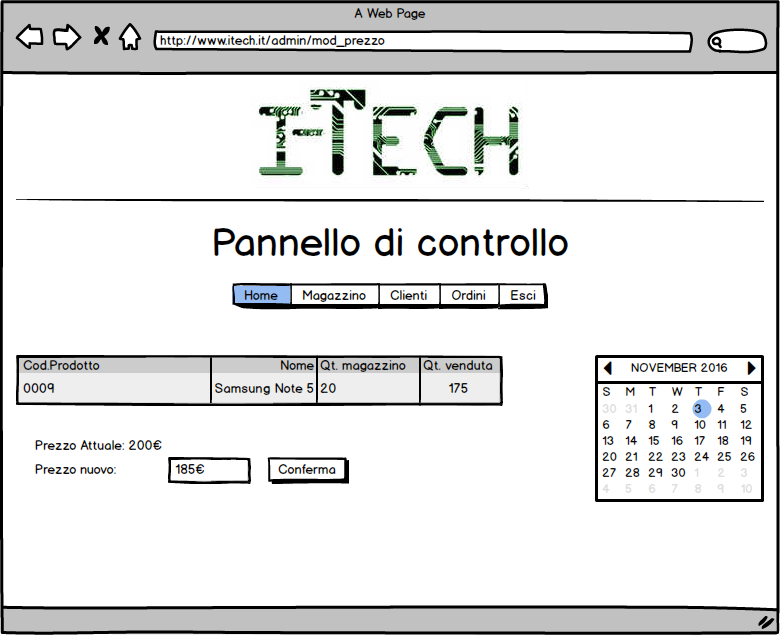 A Web Page
http://www.itech.it/admin/mod_prezzo
I-TECH
Pannello di controllo
Home Magazzino Clienti Ordini Esci
Cod.Prodotto Nome Qt. magazzino Qt. venduta
0009 Samsung Note 5 20 175
Prezzo Attuale: 200€
Prezzo nuovo: 185€ Conferma
NOVEMBER 2016
S M T W T F S
30 31 1 2 3 4 5
6 7 8 9 10 11 12
13 14 15 16 17 18 19
20 21 22 23 24 25 26
27 28 29 30 1 2 3
4 5 6 7 8 9 10